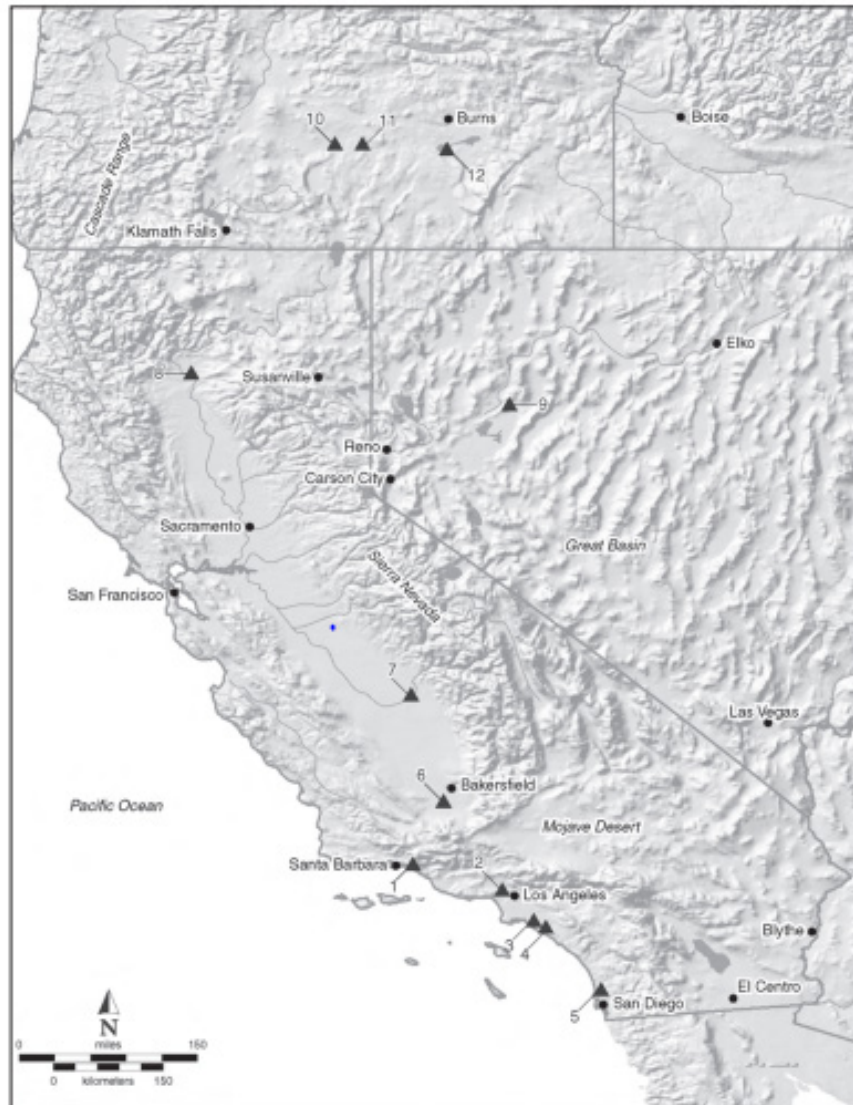 10
11
Burns
Boise
12
Cascade Range
Klamath Falls
Elko
8
Susanville
9
Reno
Carson City
Sacramento
Great Basin
Sierra Nevada
San Francisco
7
Las Vegas
6
Bakersfield
Pacific Ocean
Mojave Desert
Santa Barbara
1
2
Los Angeles
3
4
Blythe
5
San Diego
El Centro
N
0 miles 150
0 kilometers 150